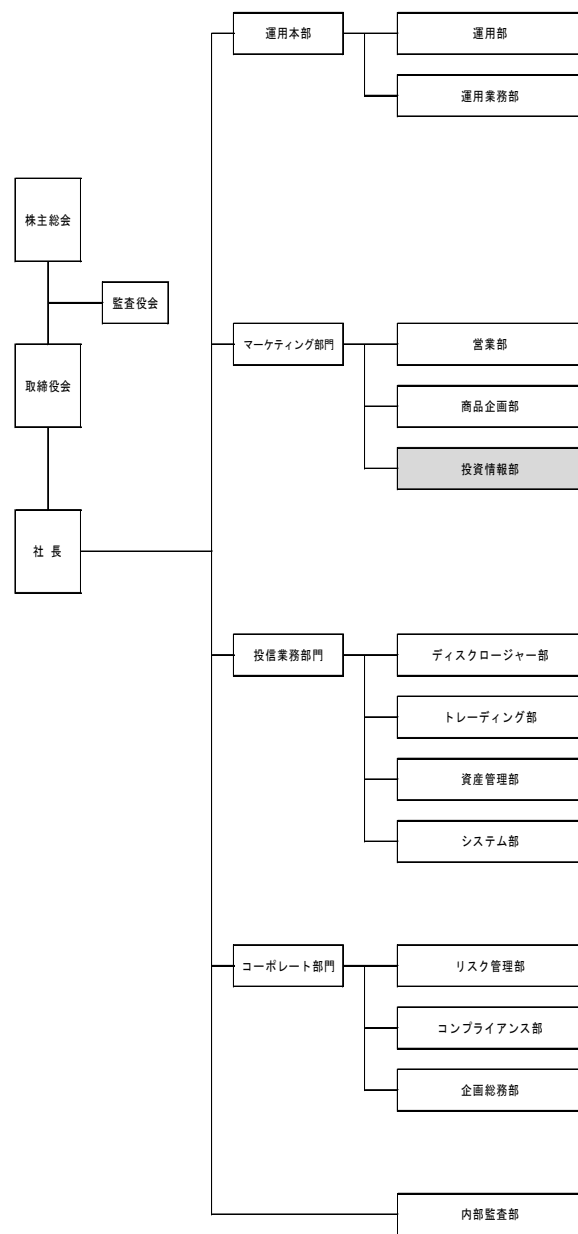 株主総会
監査役会
取締役会
社 長
運用本部
運用部
運用業務部
マーケティング部門
営業部
商品企画部
投資情報部
投信業務部門
ディスクロージャー部
トレーディング部
資産管理部
システム部
コーポレート部門
リスク管理部
コンプライアンス部
企画総務部
内部監査部